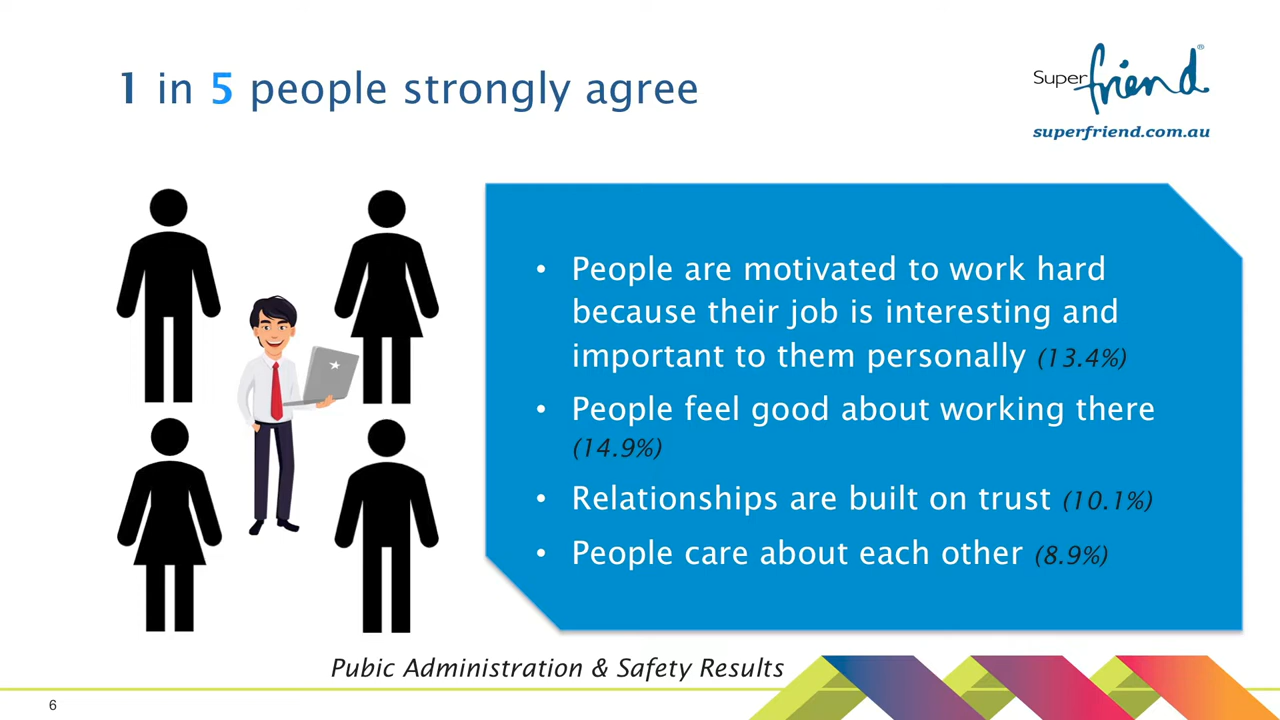 1 in 5 people strongly agree
Super friend®
superfriend.com.au
• People are motivated to work hard
because their job is interesting and
important to them personally (13.4%)
• People feel good about working there
(14.9%)
• Relationships are built on trust (10.1%)
• People care about each other (8.9%)
Pubic Administration & Safety Results
6